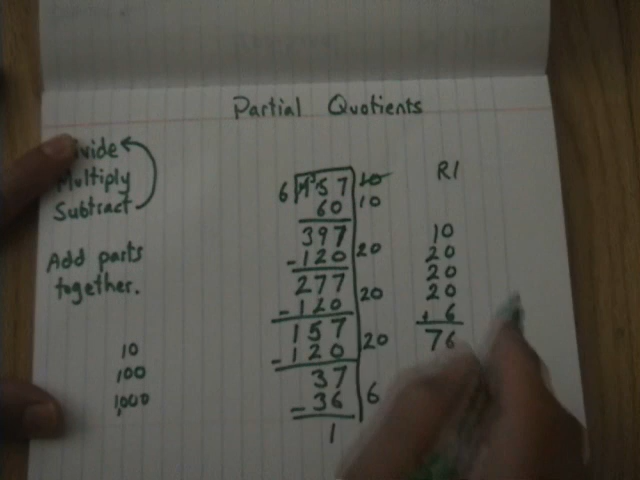 Partial Quotients
Divide
Multiply
Subtract
Add parts
together.
10
100
1,000
6 457 10
60 10
397
-120 20
277
-120 20
157
-120 20
37
-36 6
1
R1
10
20
20
20
+ 6
76